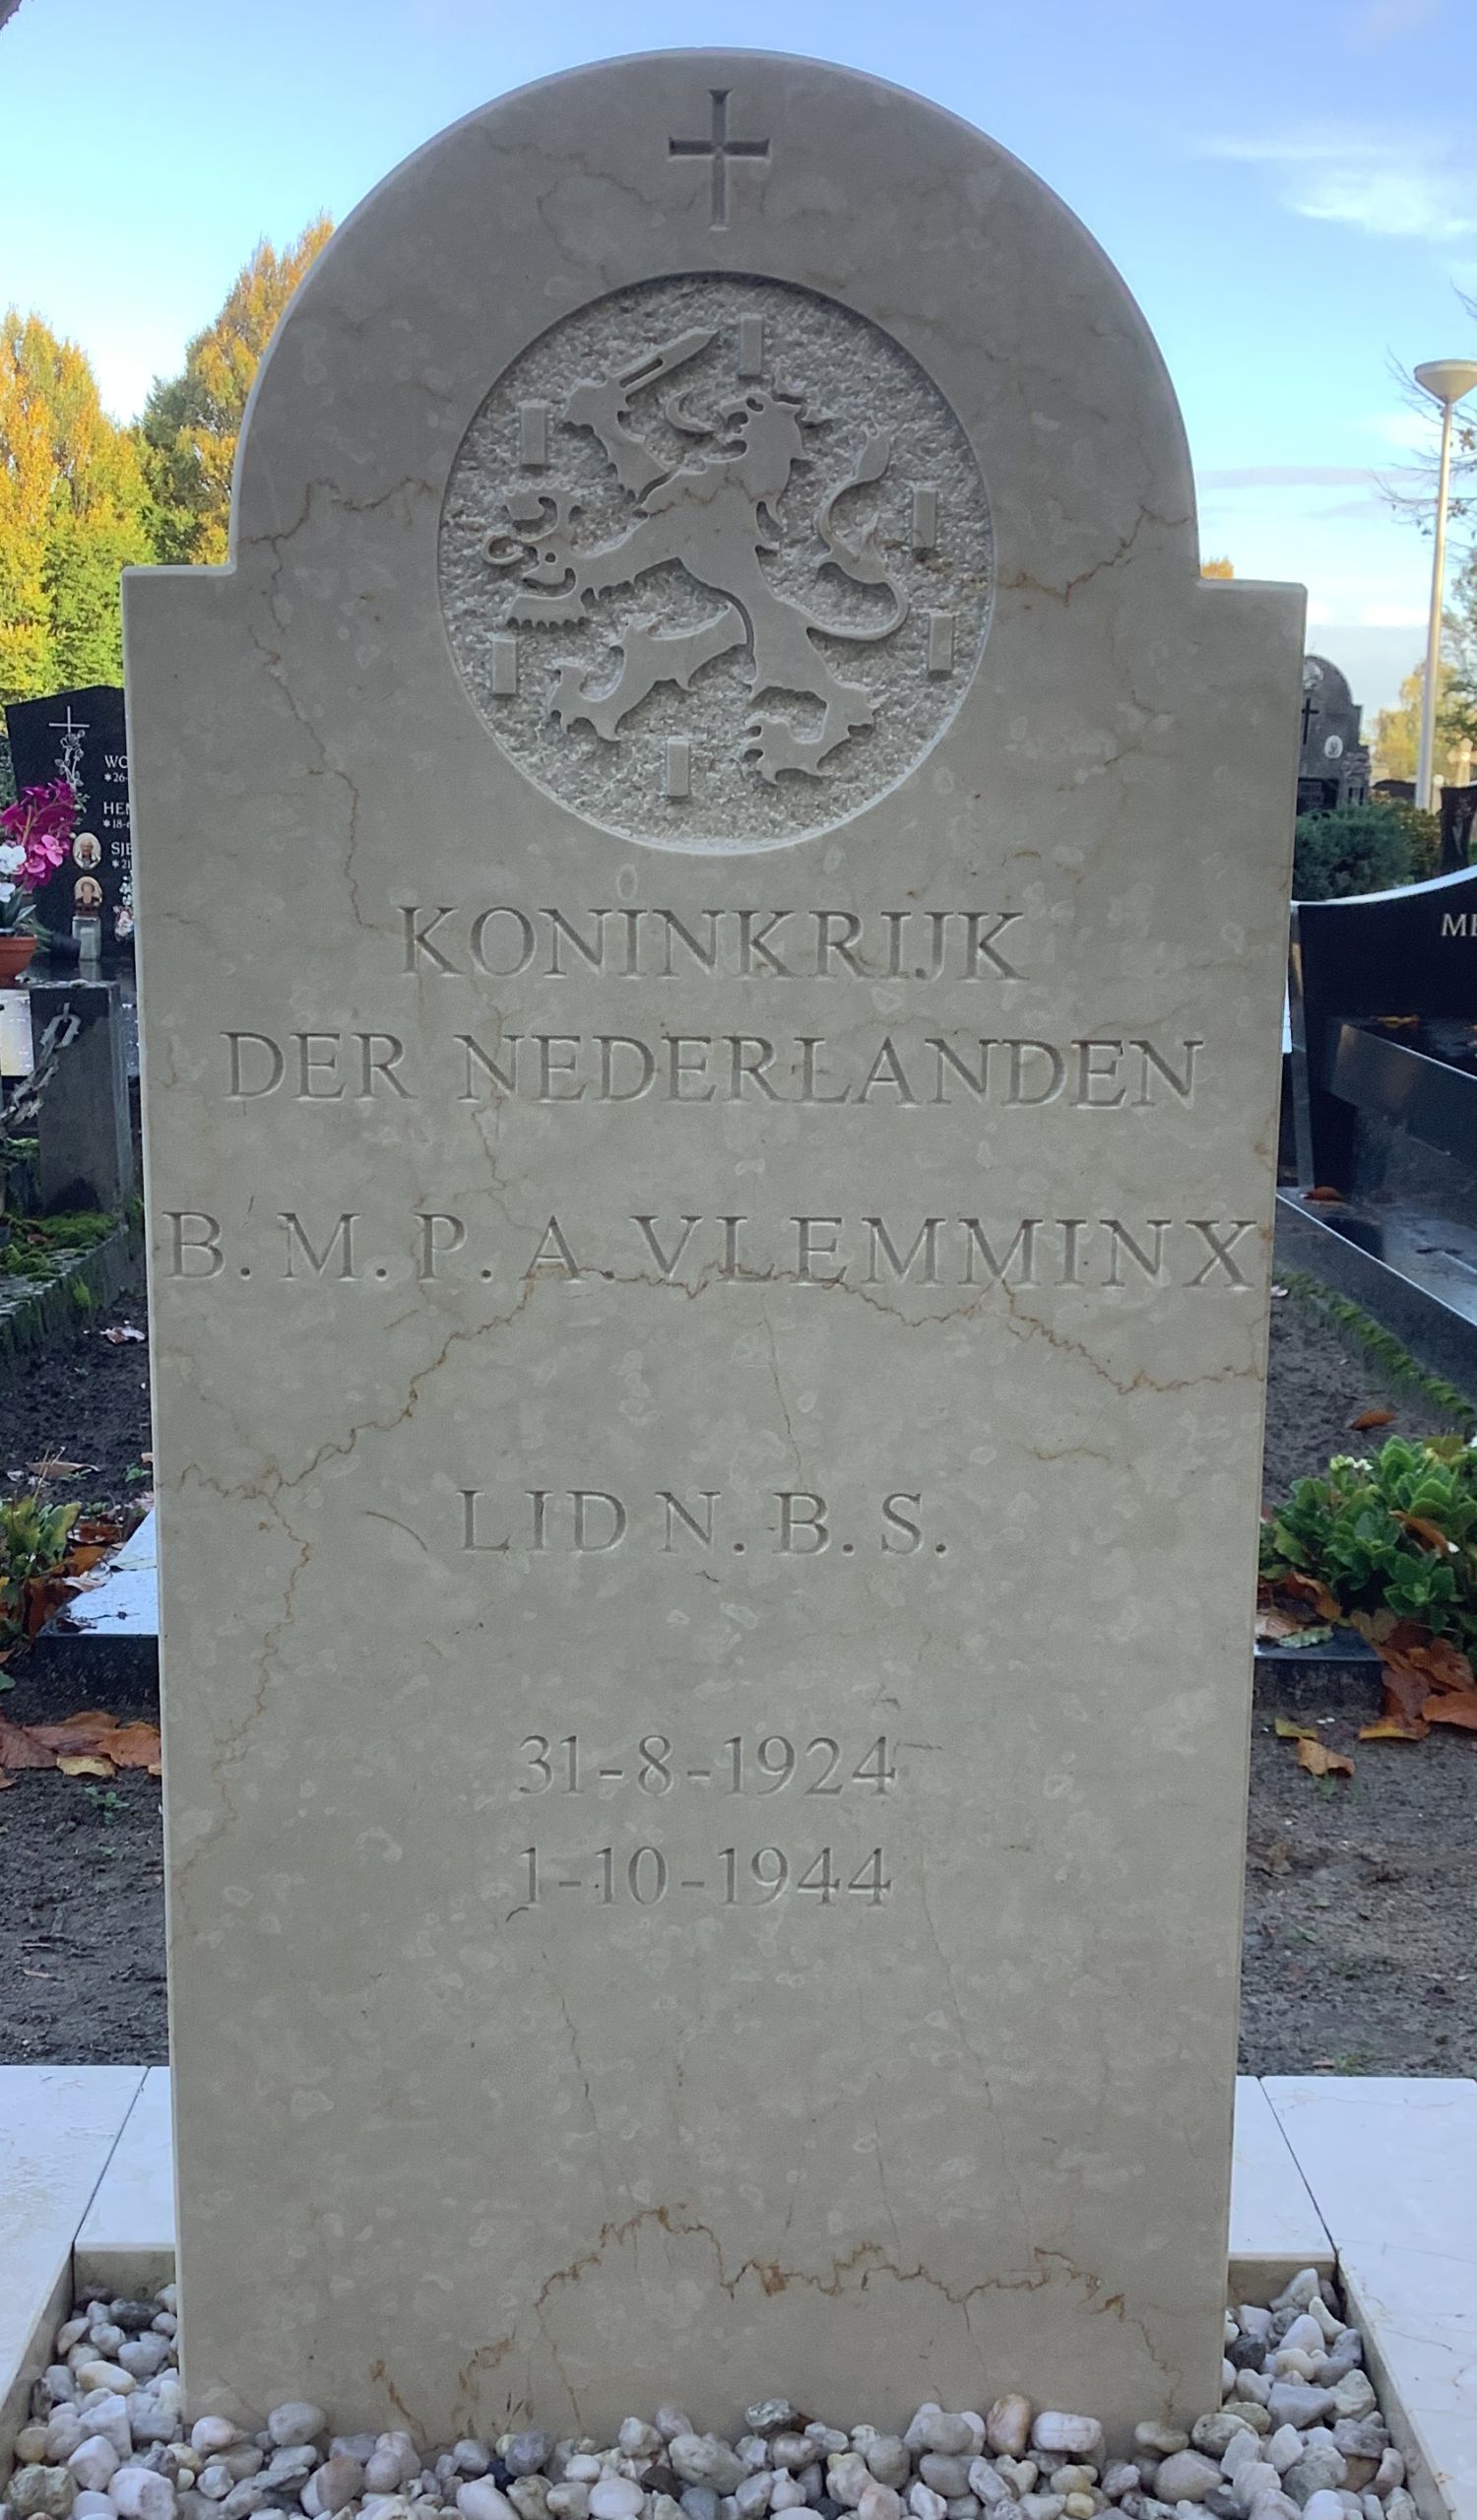 KONINKRIJK
DER NEDERLANDEN
B. M. P. A. VLEMMINX
LID N. B. S.
31-8-1924
1-10-1944